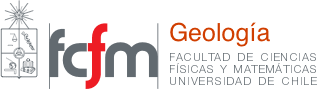 fcfm
Geología
FACULTAD DE CIENCIAS
FÍSICAS Y MATEMÁTICAS
UNIVERSIDAD DE CHILE